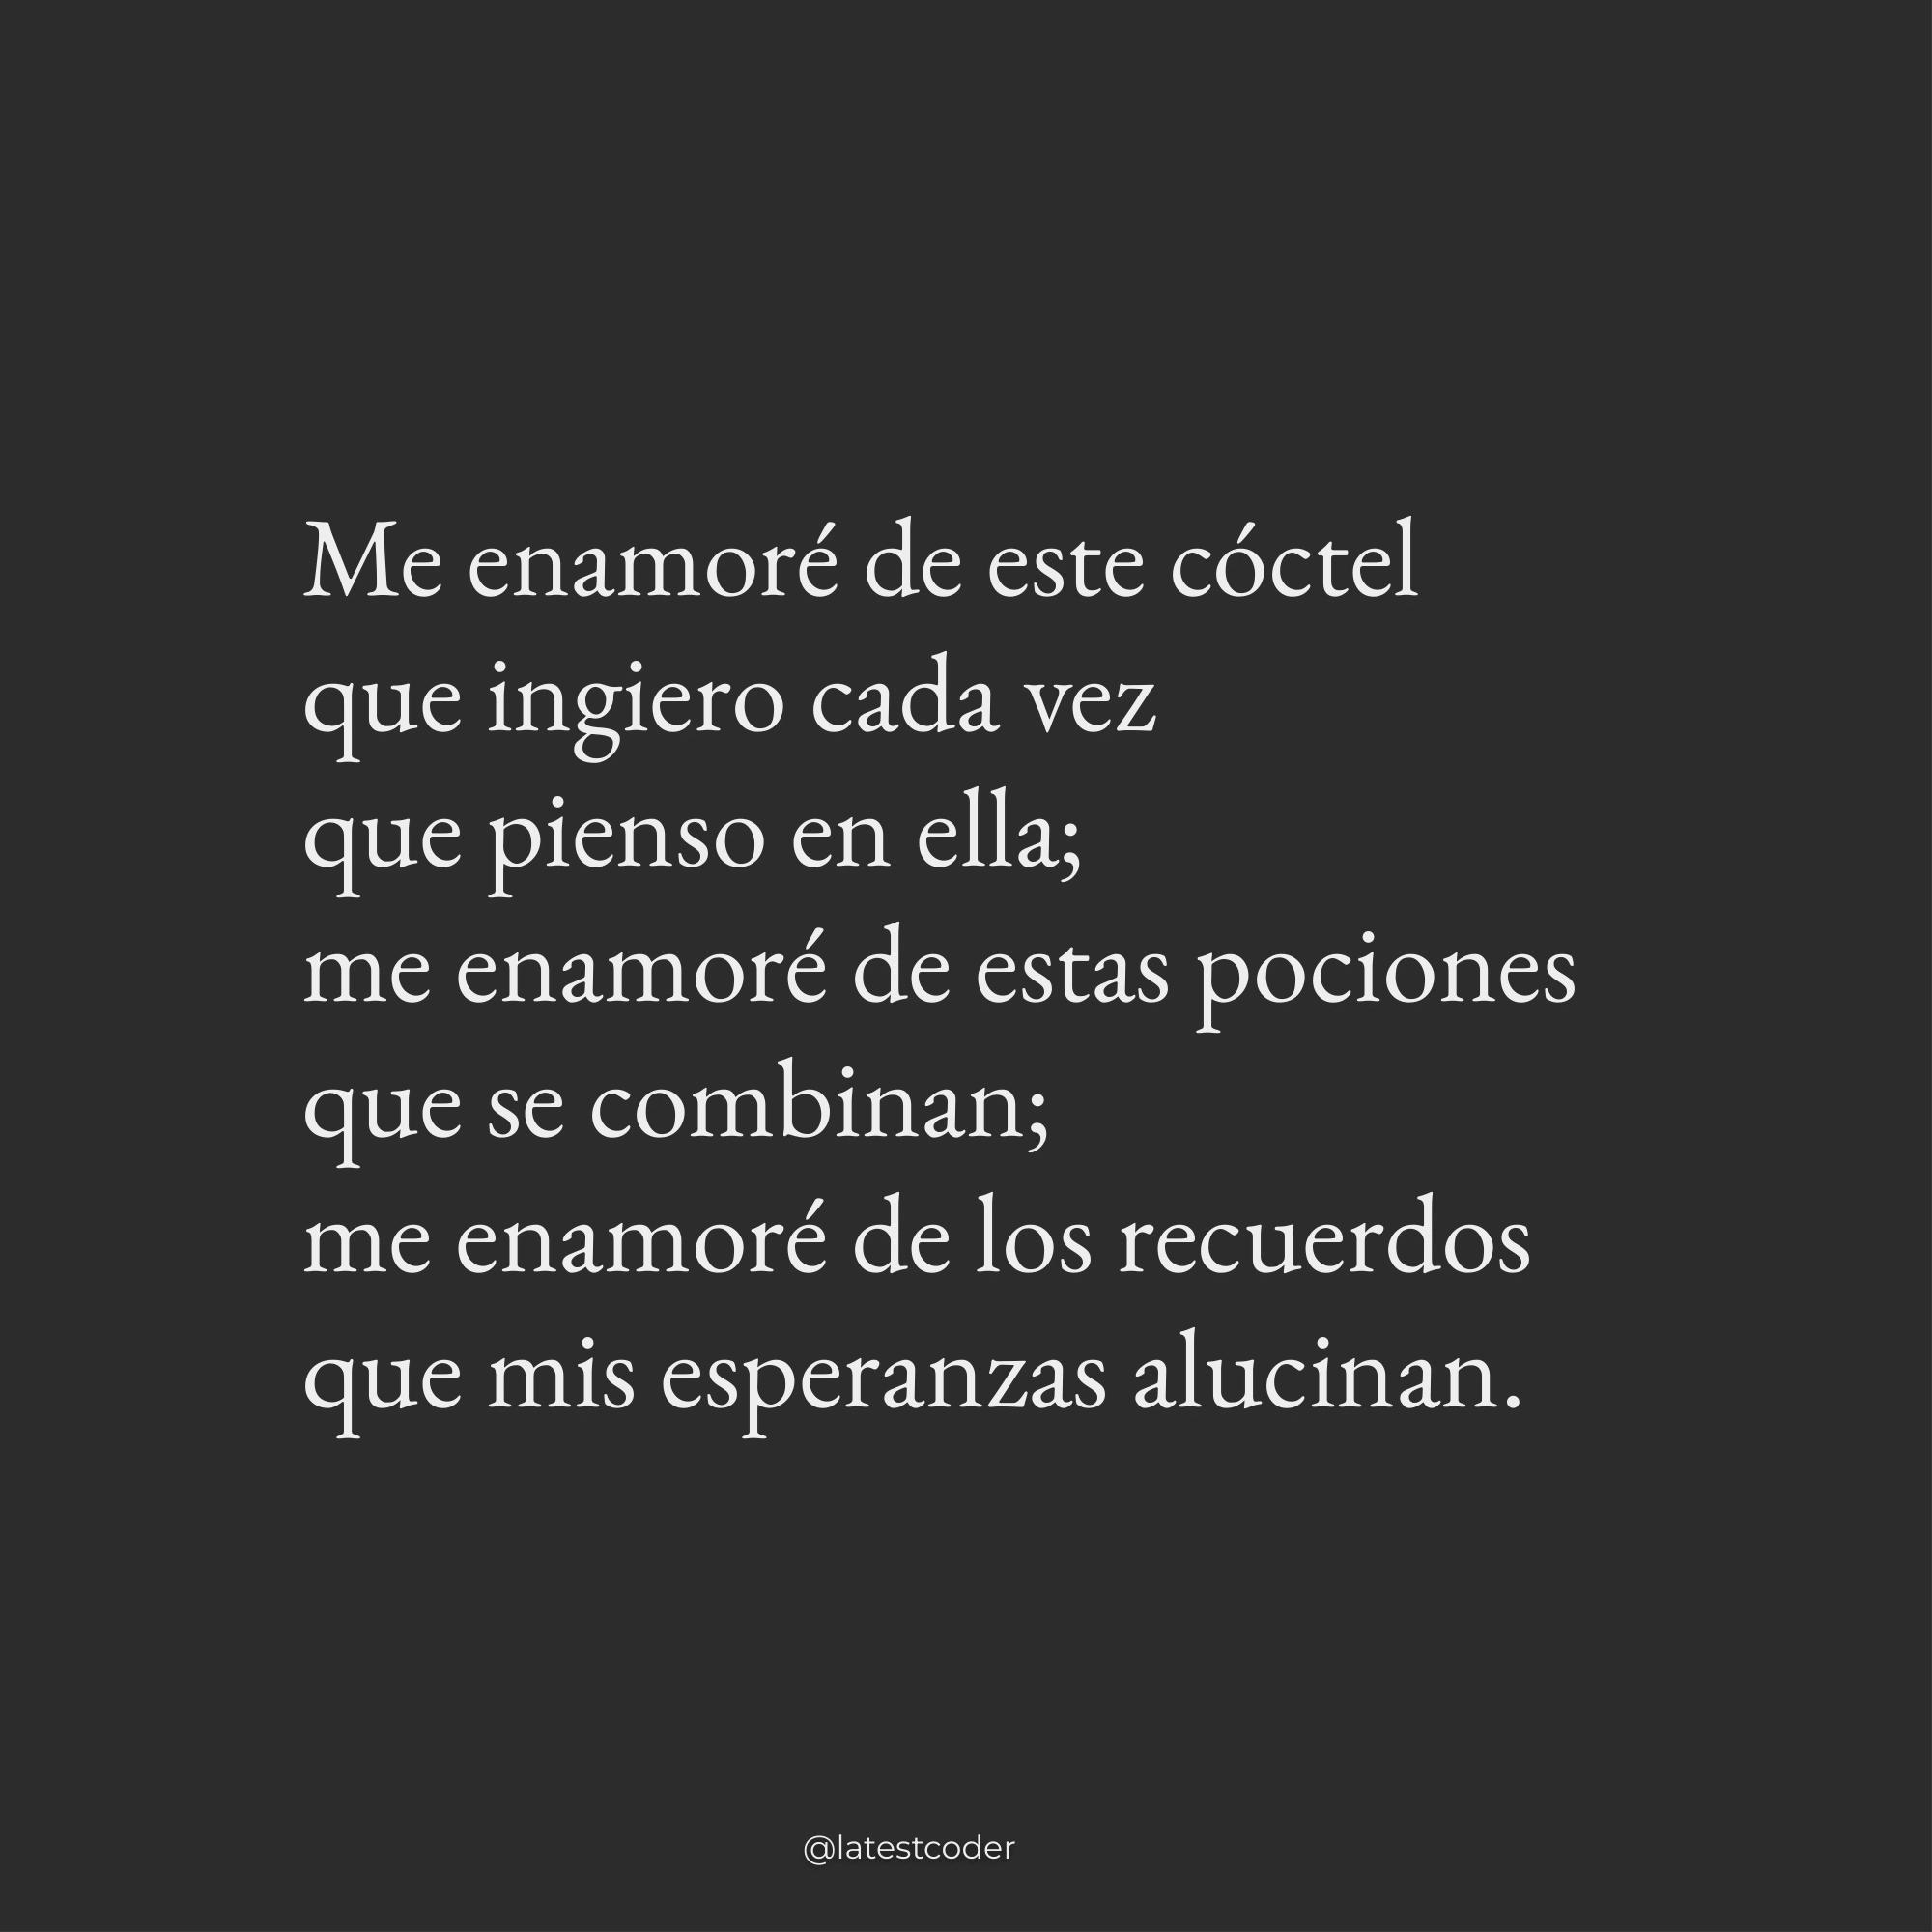 Me enamoré de este cóctel
que ingiero cada vez
que pienso en ella;
me enamoré de estas pociones
que se combinan;
me enamoré de los recuerdos
que mis esperanzas alucinan.
@latestcoder